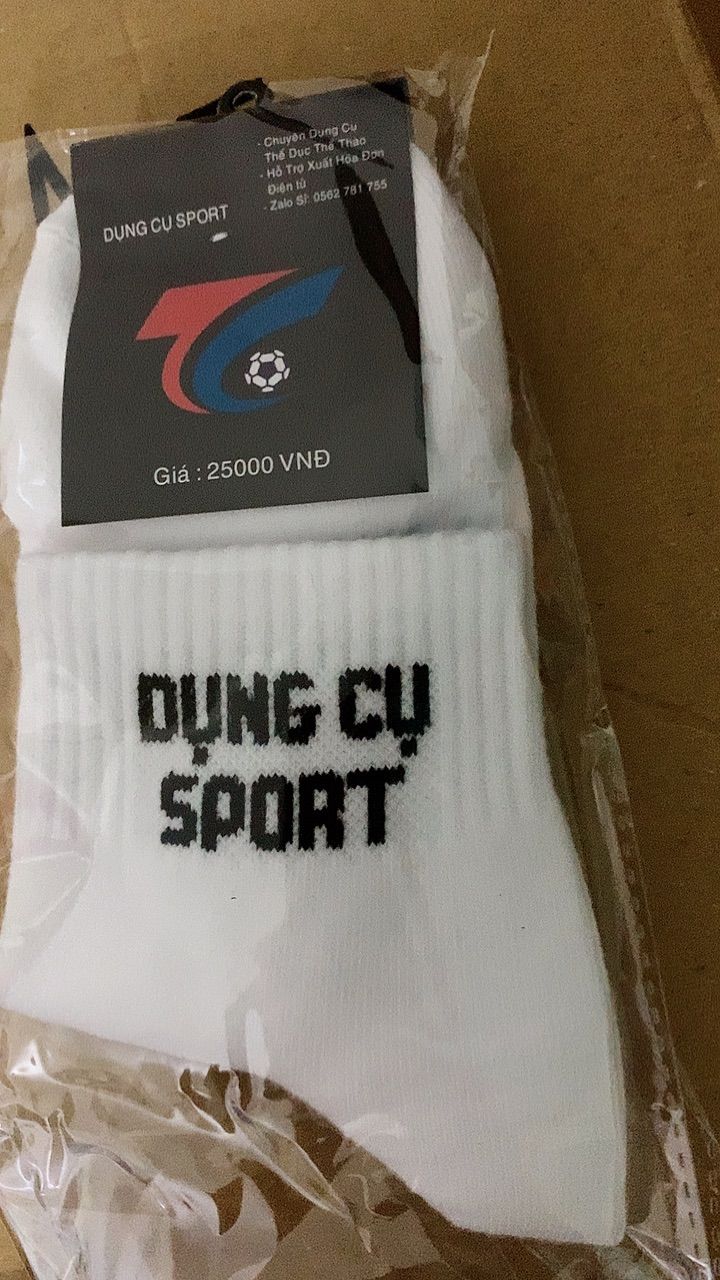 - Chuyên Dụng Cụ
Thể Dục Thể Thao
- Hỗ Trợ Xuất Hóa Đơn
Điện tử
- Zalo Sỉ: 0562 781 755
DỤNG CỤ SPORT
Giá : 25000 VNĐ
DỤNG CỤ
SPORT